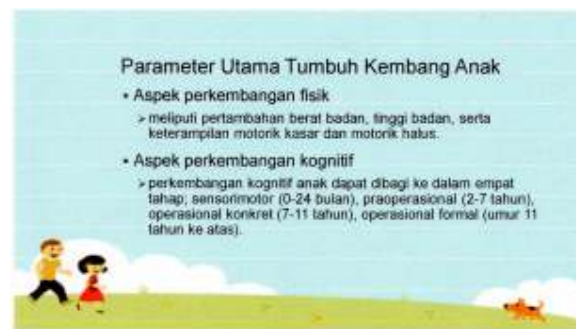 Parameter Utama Tumbuh Kembang Anak
• Aspek perkembangan fisik
➢ meliputi pertambahan berat badan, tinggi badan, serta
keterampilan motorik kasar dan motorik halus.
• Aspek perkembangan kognitif
➢ perkembangan kognitif anak dapat dibagi ke dalam empat
tahap; sensorimotor (0-24 bulan), praoperasional (2-7 tahun),
operasional konkret (7-11 tahun), operasional formal (umur 11
tahun ke atas).